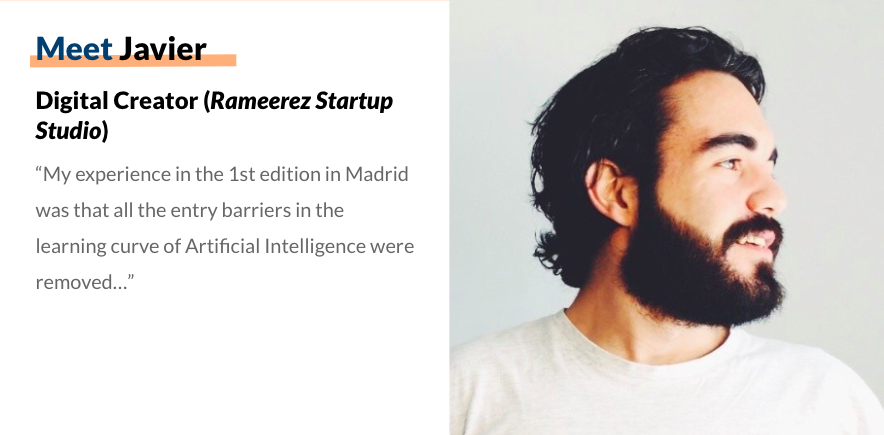 Meet Javier
Digital Creator (Rameerez Startup
Studio)
“My experience in the 1st edition in Madrid
was that all the entry barriers in the
learning curve of Artificial Intelligence were
removed…”